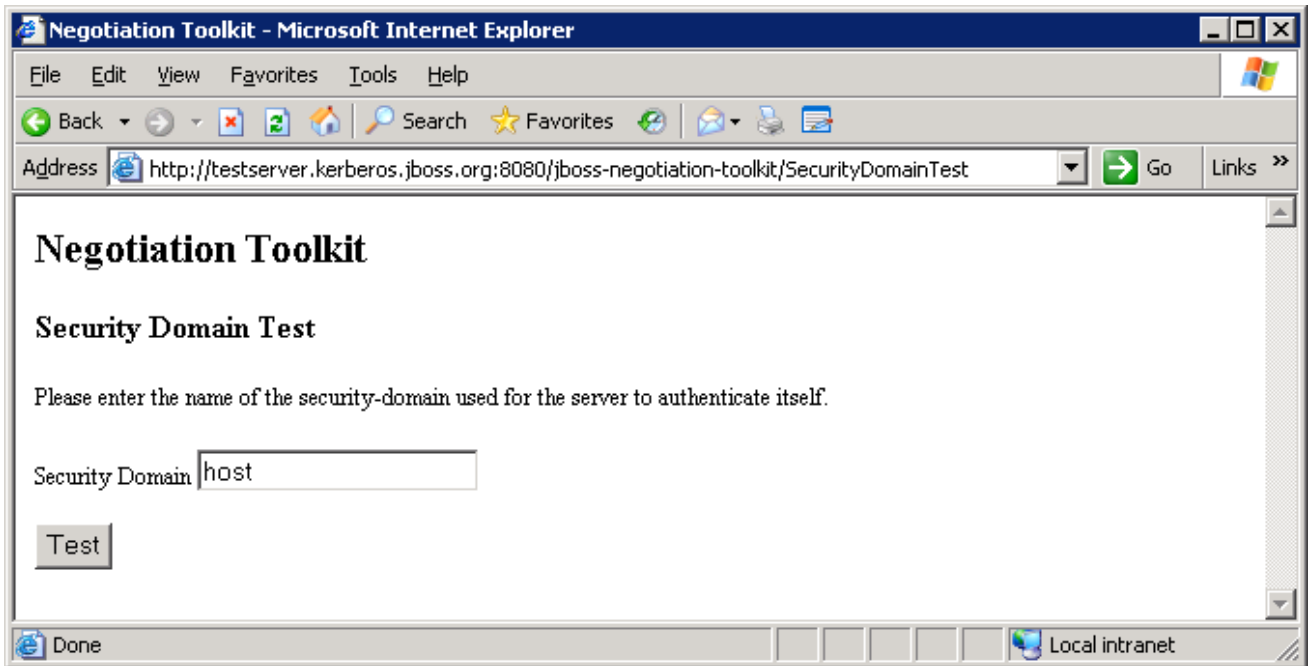 Negotiation Toolkit - Microsoft Internet Explorer
File Edit View Favorites Tools Help
Back Search Favorites
Address http://testserver.kerberos.jboss.org:8080/jboss-negotiation-toolkit/SecurityDomainTest Go Links »
Negotiation Toolkit
Security Domain Test
Please enter the name of the security-domain used for the server to authenticate itself.
Security Domain host
Test
Done Local intranet